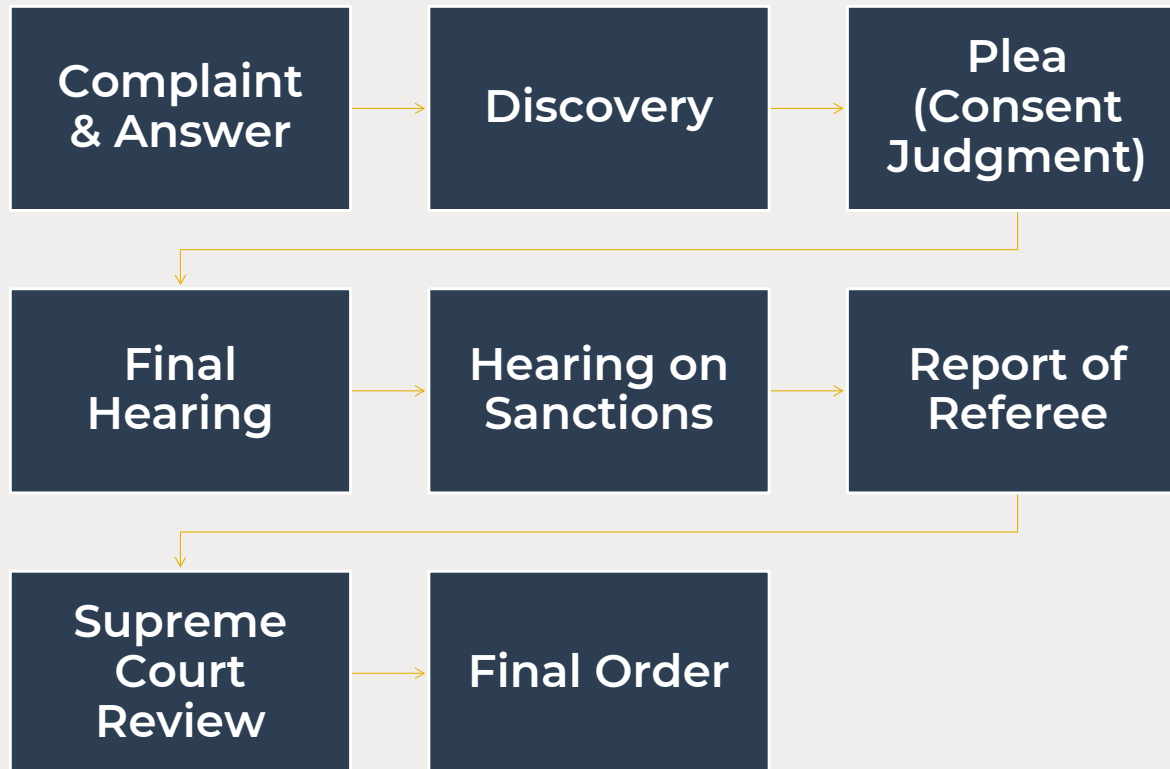 Complaint
& Answer
Discovery
Plea
(Consent
Judgment)
Final
Hearing
Hearing on
Sanctions
Report of
Referee
Supreme
Court
Review
Final Order